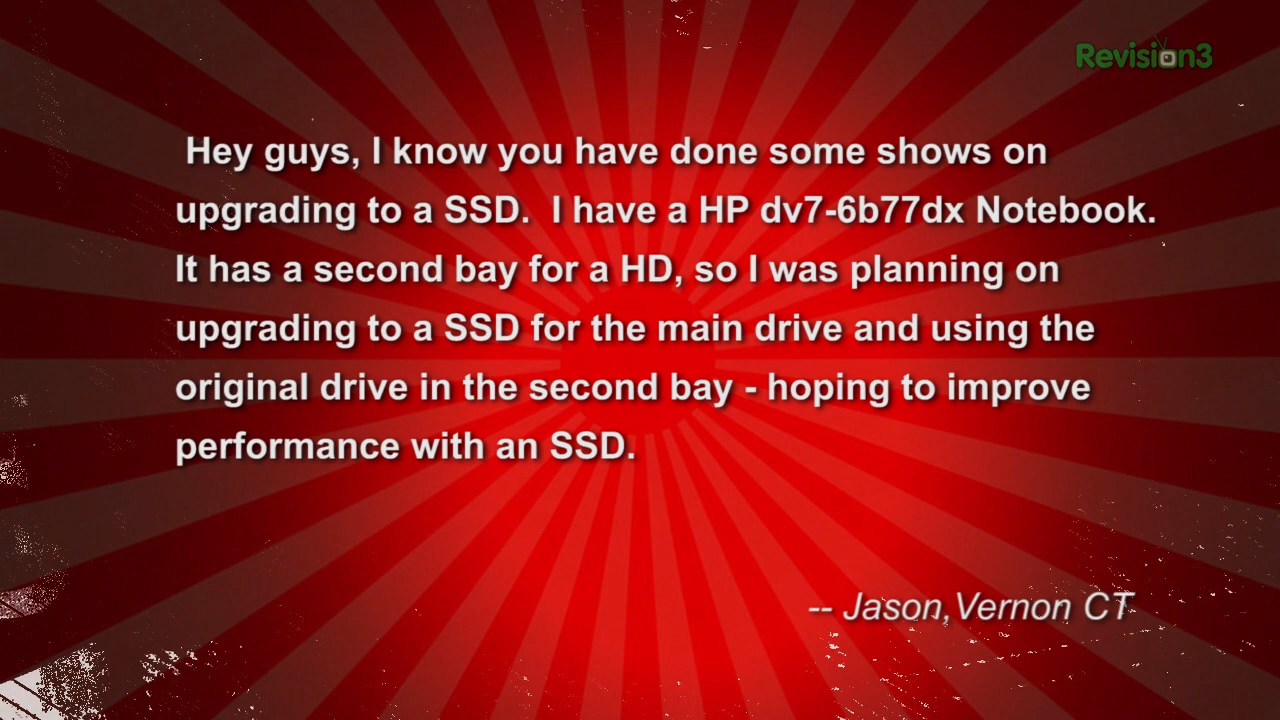 Revision3
Hey guys, I know you have done some shows on
upgrading to a SSD.  I have a HP dv7-6b77dx Notebook.
It has a second bay for a HD, so I was planning on
upgrading to a SSD for the main drive and using the
original drive in the second bay - hoping to improve
performance with an SSD.
-- Jason,Vernon CT